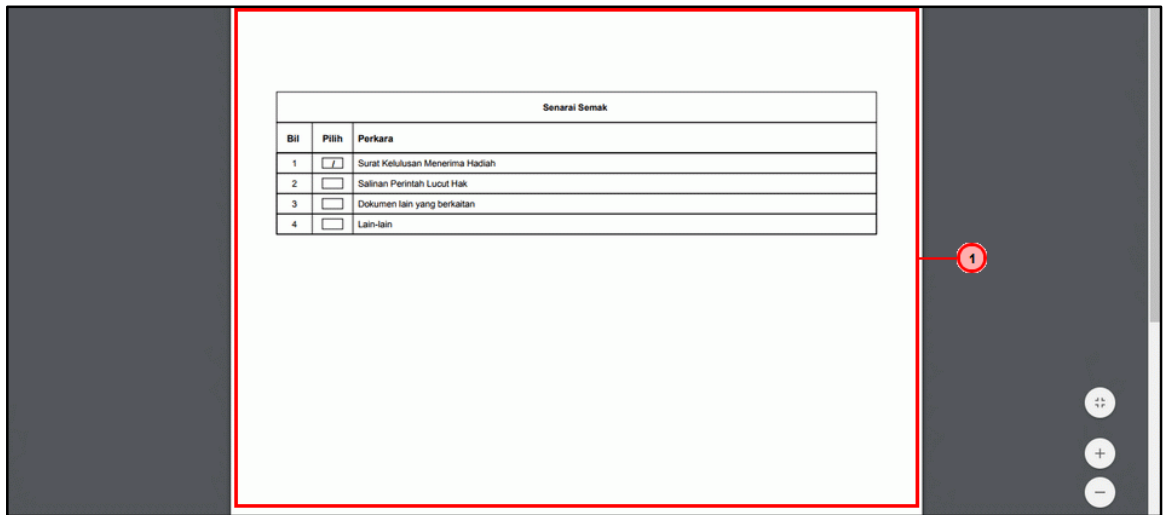 Senarai Semak
Bil Pilih Perkara
1 / Surat Kelulusan Menerima Hadiah
2 Salinan Perintah Lucut Hak
3 Dokumen lain yang berkaitan
4 Lain-lain
1